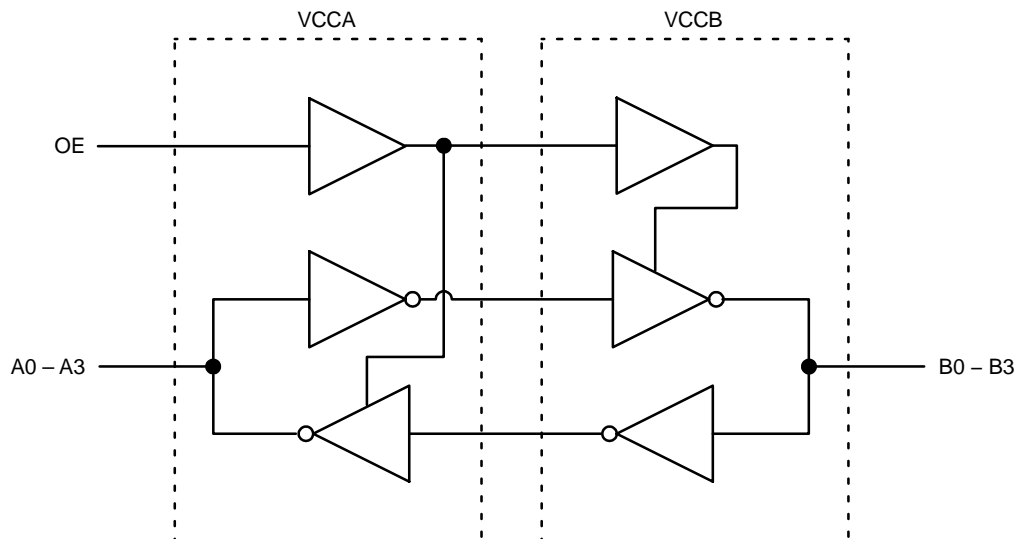 VCCA
VCCB
OE
A0 – A3
B0 – B3